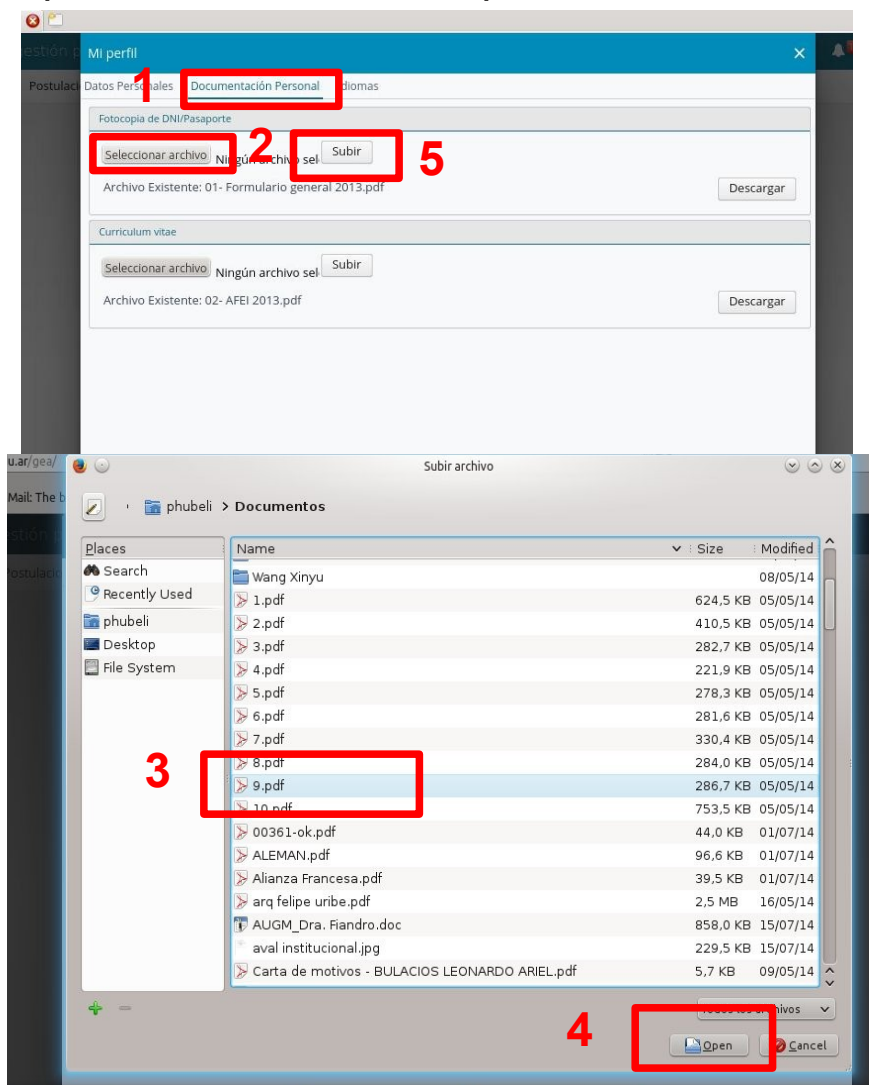 Mi perfil
Postulaci
Datos Personales Documentación Personal
1
Fotocopia de DNI/Pasaporte
Seleccionar archivo Ningún archivo sel Subir
2
5
Archivo Existente: 01- Formulario general 2013.pdf Descargar
Curriculum vitae
Seleccionar archivo Ningún archivo sel Subir
Archivo Existente: 02- AFEI 2013.pdf Descargar
u.ar/gea/
Subir archivo
Mail: The b
phubeli > Documentos
Places Name Size Modified
Search
Recently Used
phubeli
Desktop
File System
Wang Xinyu 08/05/14
1.pdf 624,5 KB 05/05/14
2.pdf 410,5 KB 05/05/14
3.pdf 282,7 KB 05/05/14
4.pdf 221,9 KB 05/05/14
5.pdf 278,3 KB 05/05/14
6.pdf 281,6 KB 05/05/14
7.pdf 330,4 KB 05/05/14
8.pdf 284,0 KB 05/05/14
3
9.pdf 286,7 KB 05/05/14
10.pdf 753,5 KB 05/05/14
00361-ok.pdf 44,0 KB 01/07/14
ALEMAN.pdf 96,6 KB 01/07/14
Alianza Francesa.pdf 39,5 KB 01/07/14
arq felipe uribe.pdf 2,5 MB 16/05/14
AUGM_Dra. Fiandro.doc 858,0 KB 15/07/14
aval institucional.jpg 229,5 KB 15/07/14
Carta de motivos - BULACIOS LEONARDO ARIEL.pdf 5,7 KB 09/05/14
4
Open Cancel